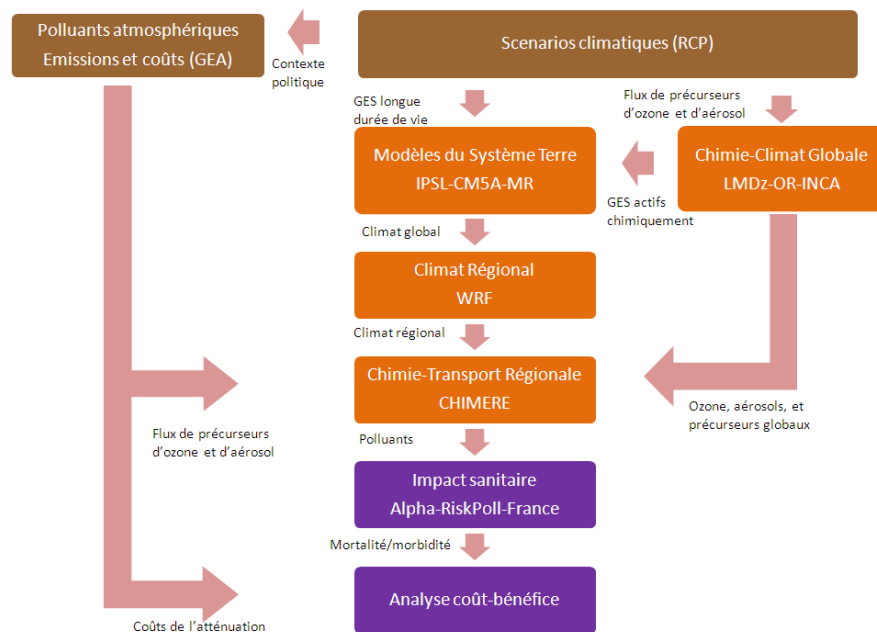 Polluants atmosphériques
Emissions et coûts (GEA)
Contexte
politique
Scenarios climatiques (RCP)
GES longue
durée de vie
Flux de précurseurs
d'ozone et d'aérosol
Modèles du Système Terre
IPSL-CM5A-MR
Chimie-Climat Globale
LMDz-OR-INCA
GES actifs
chimiquement
Climat global
Climat Régional
WRF
Climat régional
Chimie-Transport Régionale
CHIMERE
Ozone, aérosols, et
précurseurs globaux
Flux de précurseurs
d'ozone et d'aérosol
Polluants
Impact sanitaire
Alpha-RiskPoll-France
Mortalité/morbidité
Analyse coût-bénéfice
Coûts de l'atténuation